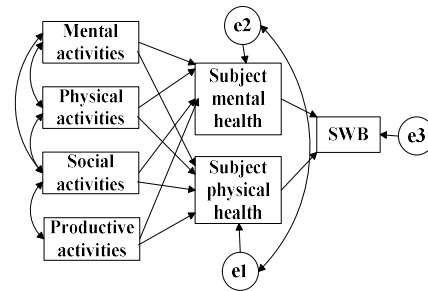 Mental
activities
Physical
activities
Social
activities
Productive
activities
e2
Subject
mental
health
Subject
physical
health
e1
SWB
e3